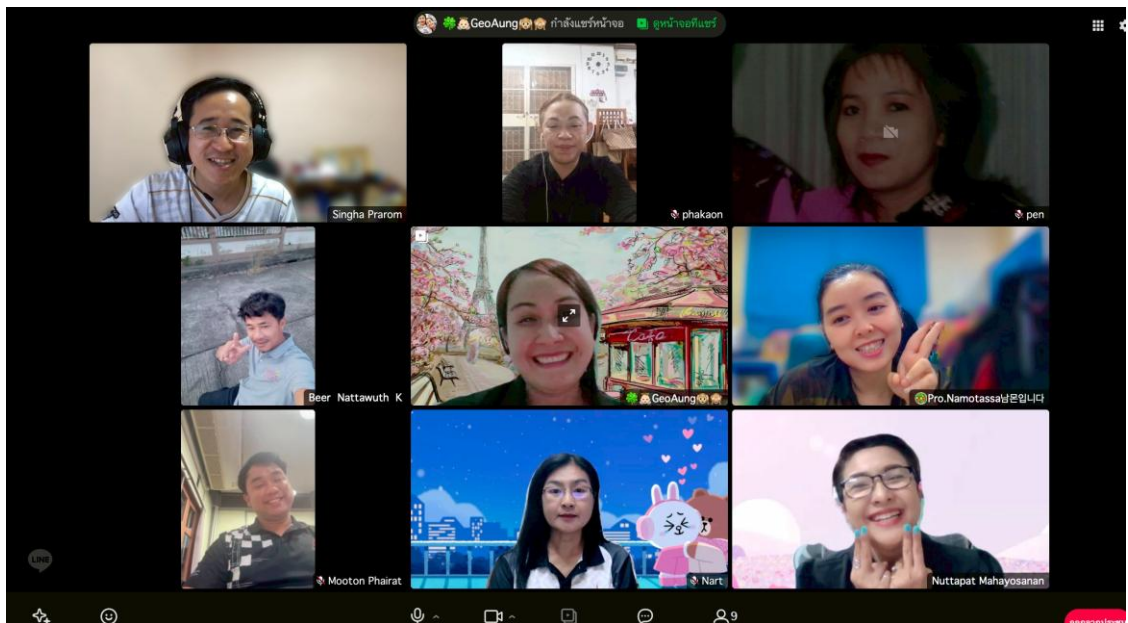 🍀👸🏻GeoAung🐵🙈 กำลังแชร์หน้าจอ ดูหน้าจอที่แชร์
Singha Prarom
phakaon
pen
Beer Nattawuth K
GeoAung
Pro.Namotassa남몬입니다
Mooton Phairat
Nart
Nuttapat Mahayosanan
LINE
9